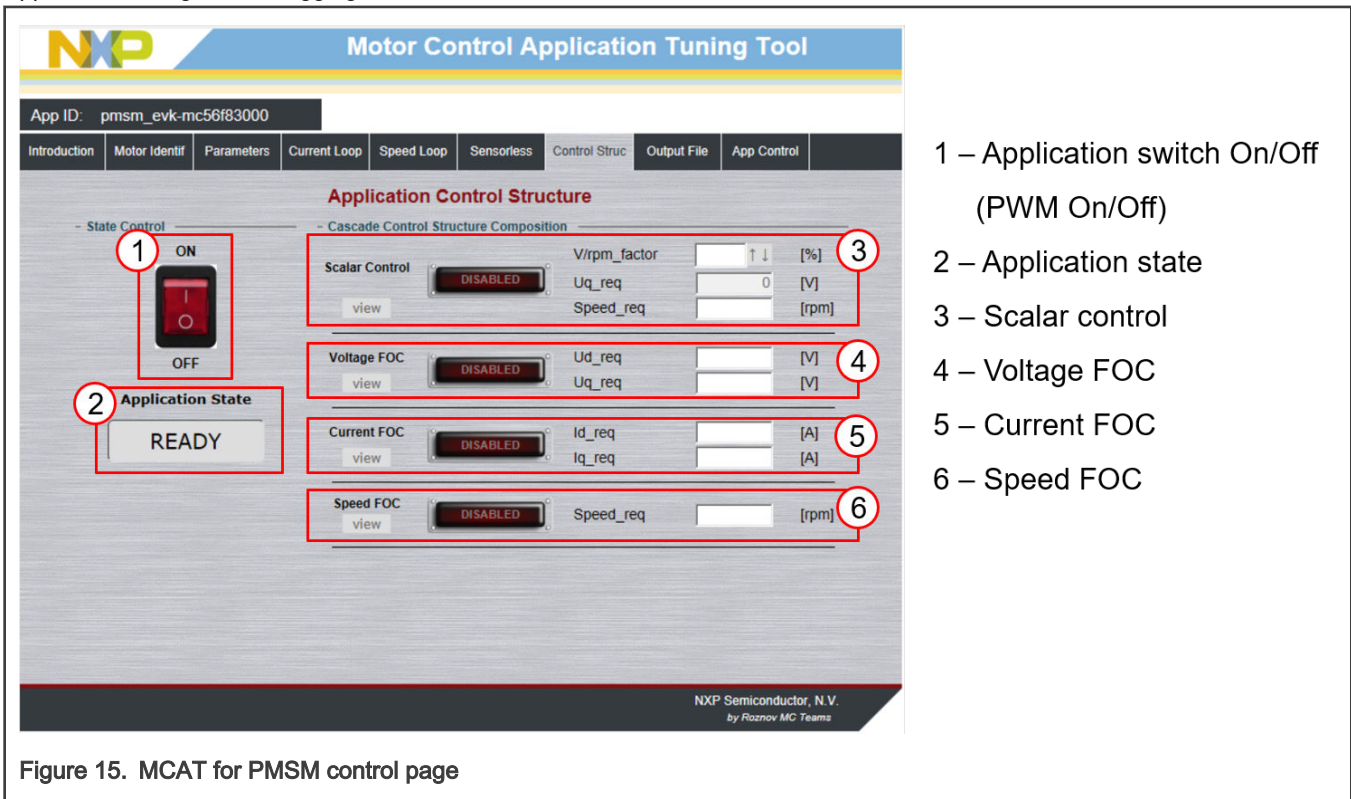 NXP
Motor Control Application Tuning Tool
App ID: pmsm_evk-mc56f83000
Introduction Motor Identif Parameters Current Loop Speed Loop Sensorless Control Struc Output File App Control
Application Control Structure
- State Control
- Cascade Control Structure Composition
1
ON
OFF
2
Application State
READY
Scalar Control
view
DISABLED
V/rpm_factor ↑↓ [%]
Uq_req 0 [V]
Speed_req [rpm]
3
Voltage FOC
view
DISABLED
Ud_req [V]
Uq_req [V]
4
Current FOC
view
DISABLED
Id_req [A]
Iq_req [A]
5
Speed FOC
view
DISABLED
Speed_req [rpm]
6
NXP Semiconductor, N.V.
by Roznov MC Teams
1 – Application switch On/Off
(PWM On/Off)
2 – Application state
3 – Scalar control
4 – Voltage FOC
5 – Current FOC
6 – Speed FOC
Figure 15. MCAT for PMSM control page